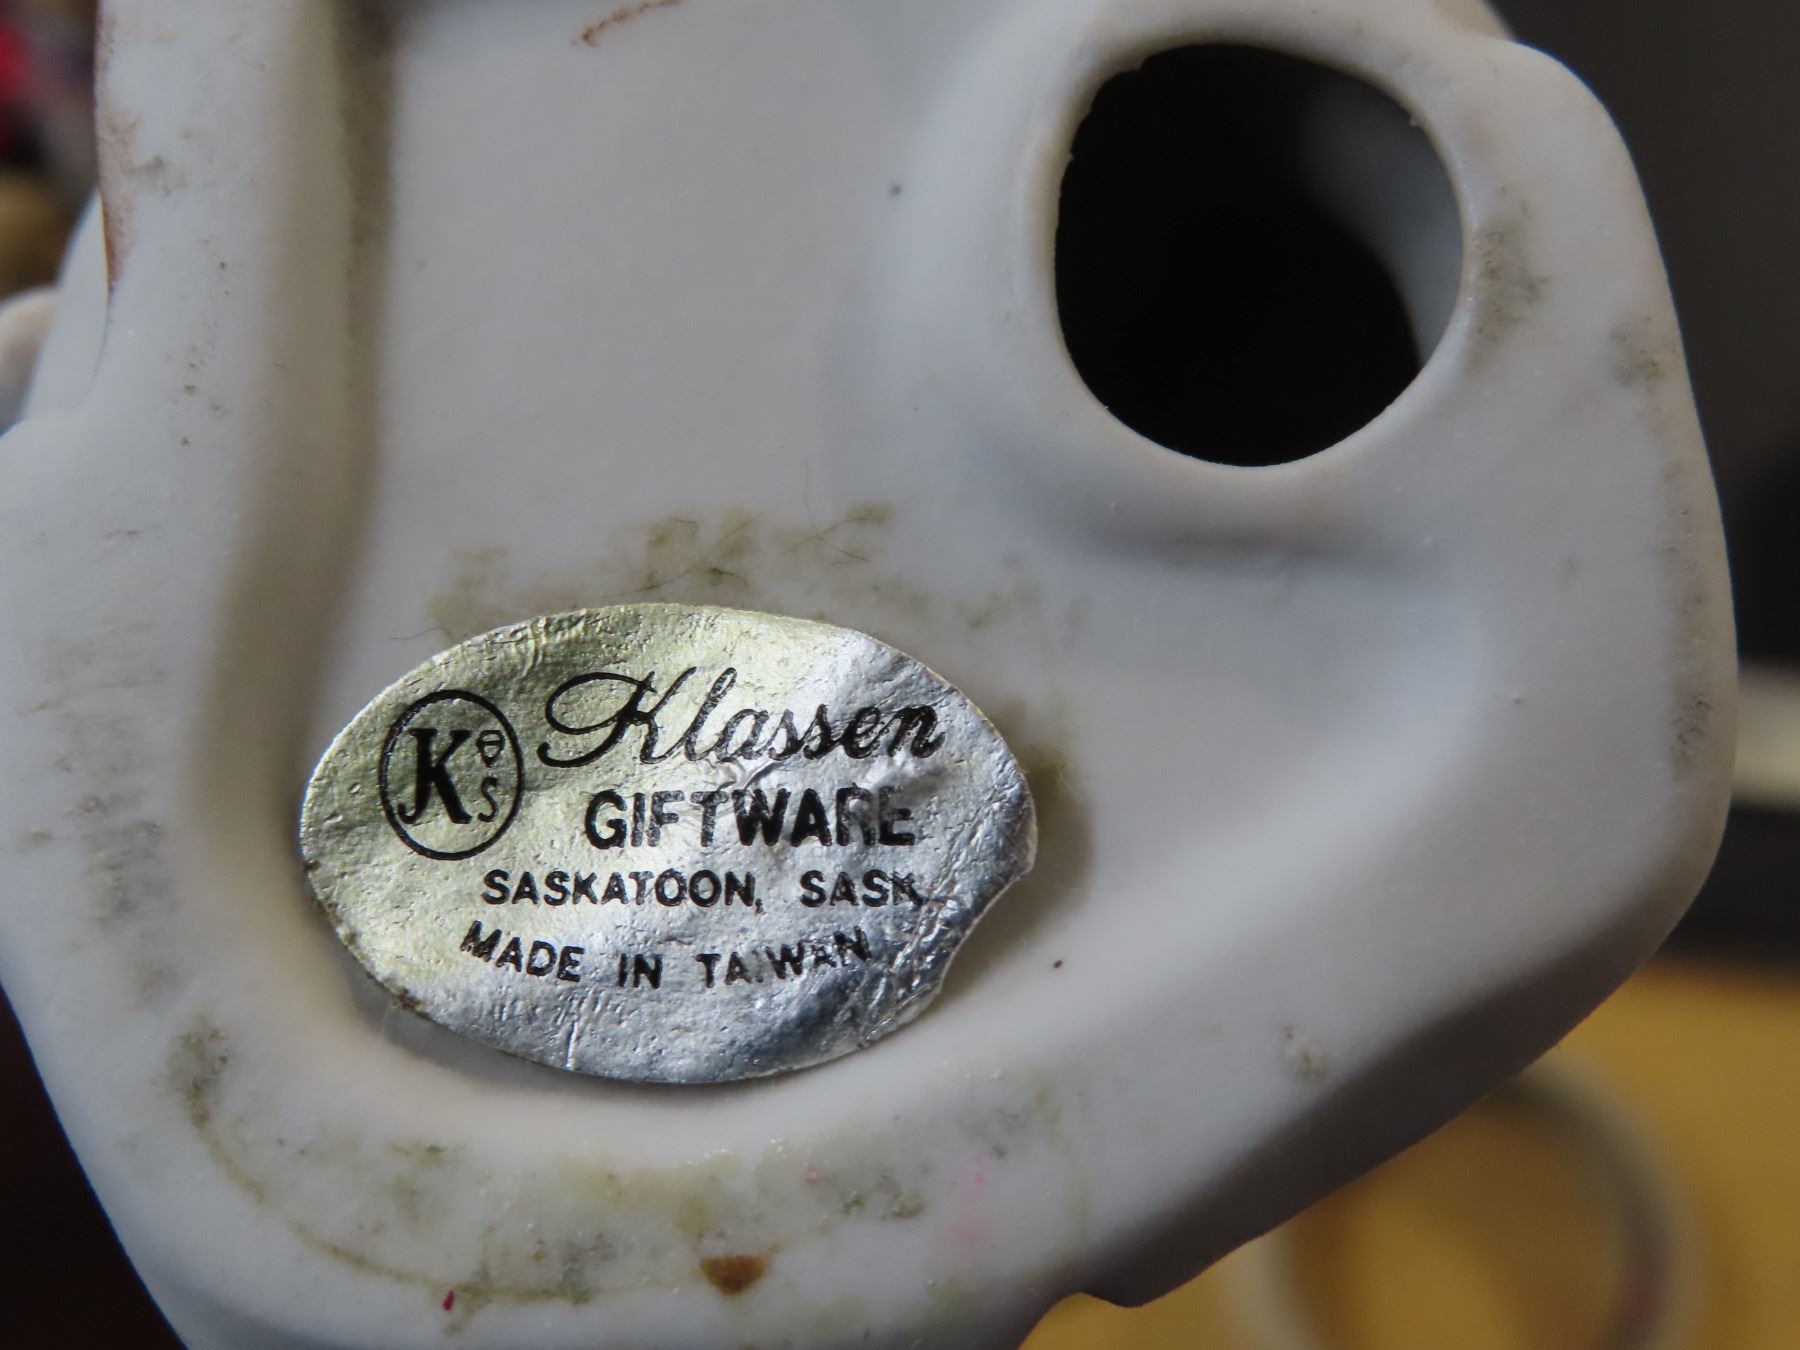 K D S
Klassen
GIFTWARE
SASKATOON, SASK
MADE IN TAIWAN